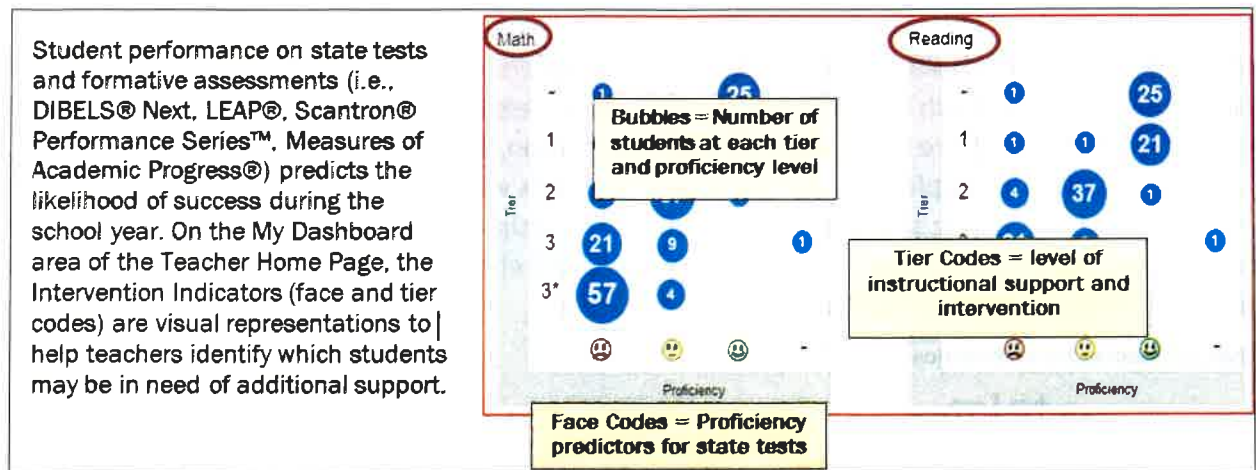 Student performance on state tests
and formative assessments (i.e.,
DIBELS® Next, LEAP®, Scantron®
Performance Series™, Measures of
Academic Progress®) predicts the
likelihood of success during the
school year. On the My Dashboard
area of the Teacher Home Page, the
Intervention Indicators (face and tier
codes) are visual representations to
help teachers identify which students
may be in need of additional support.
Math
- 1 25
Bubbles = Number of
students at each tier
and proficiency level
1
2
Tier
3 21 9 1
3* 57 4
-
Proficiency
Face Codes = Proficiency
predictors for state tests
Reading
- 1 25
1 1 1 21
2 4 37 1
Tier
1
Tier Codes = level of
instructional support and
intervention
-
Proficiency